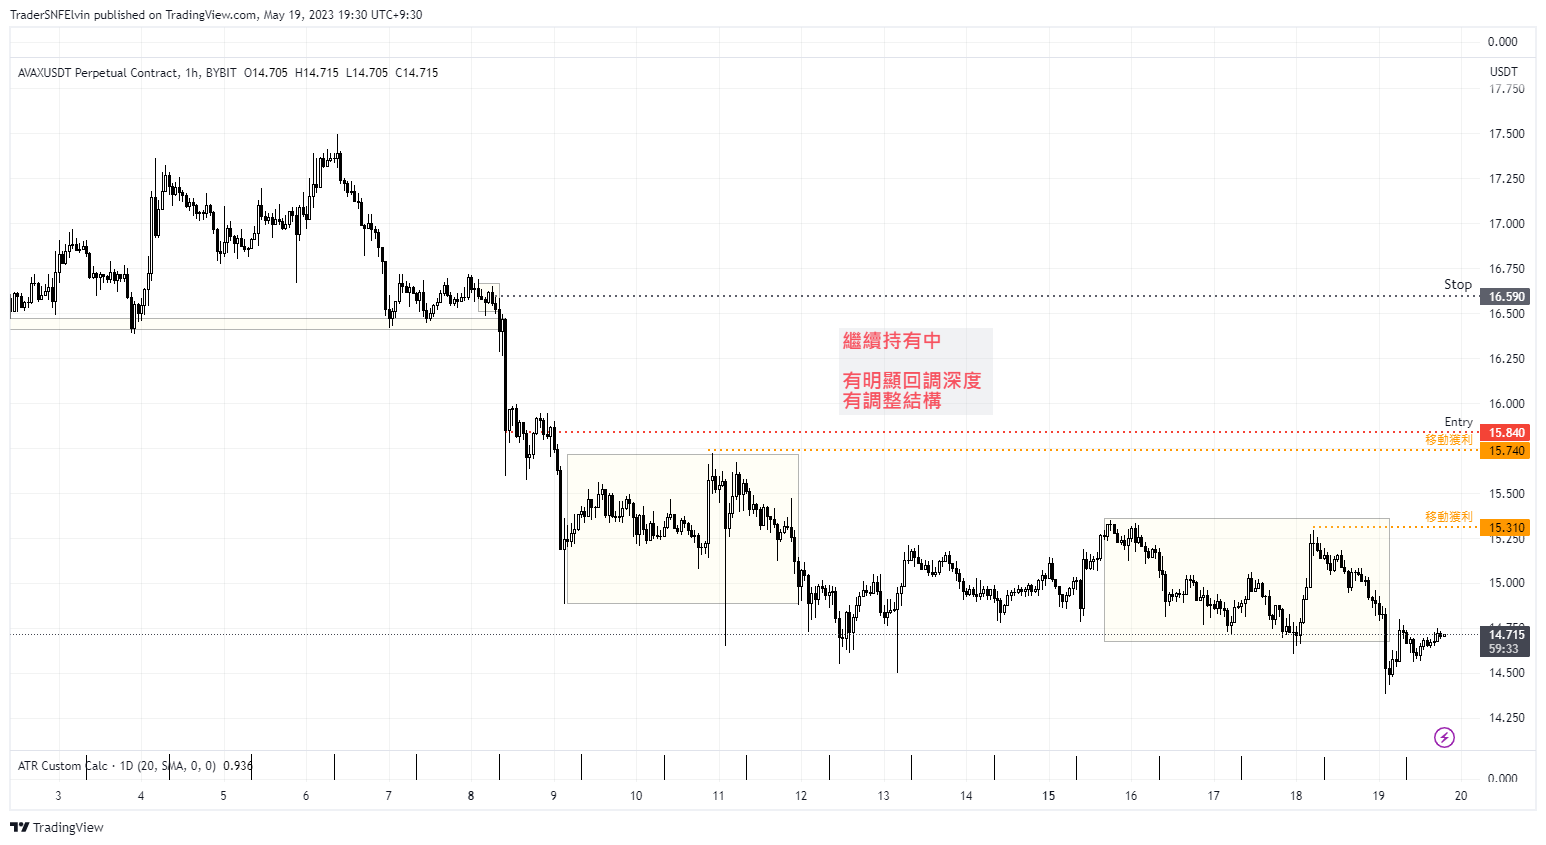 TraderSNFElvin published on TradingView.com, May 19, 2023 19:30 UTC+9:30
0.000
AVAXUSDT Perpetual Contract, 1h, BYBIT O14.705 H14.715 L14.705 C14.715
USDT
17.750
17.500
17.250
17.000
16.750
Stop
16.590
16.500
繼續持有中
16.250
有明顯回調深度
有調整結構
16.000
Entry
15.840
移動獲利
15.740
15.500
移動獲利
15.310
15.250
15.000
14.750
14.715
59:33
14.500
14.250
ATR Custom Calc · 1D (20, SMA, 0, 0) 0.936
0.000
3 4 5 6 7 8 9 10 11 12 13 14 15 16 17 18 19 20
TradingView